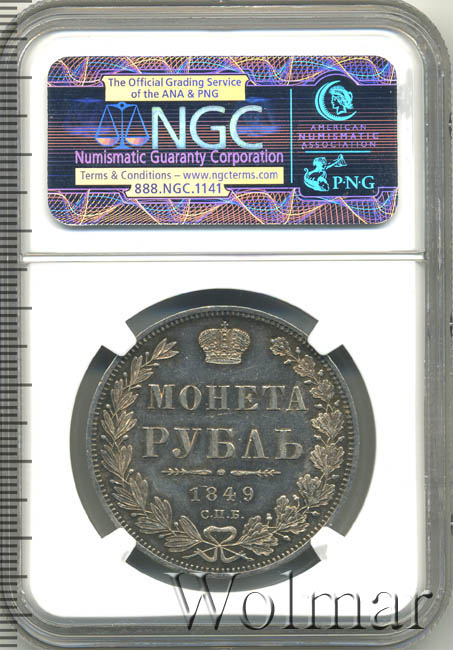 The Official Grading Service
of the ANA & PNG
NGC
Numismatic Guaranty Corporation
Terms & Conditions – www.ngcterms.com
888.NGC.1141
AMERICAN
NUMISMATIC
ASSOCIATION
P·N·G
МОНЕТА
РУБЛЬ
1849
С.П.Б.
Wolmar